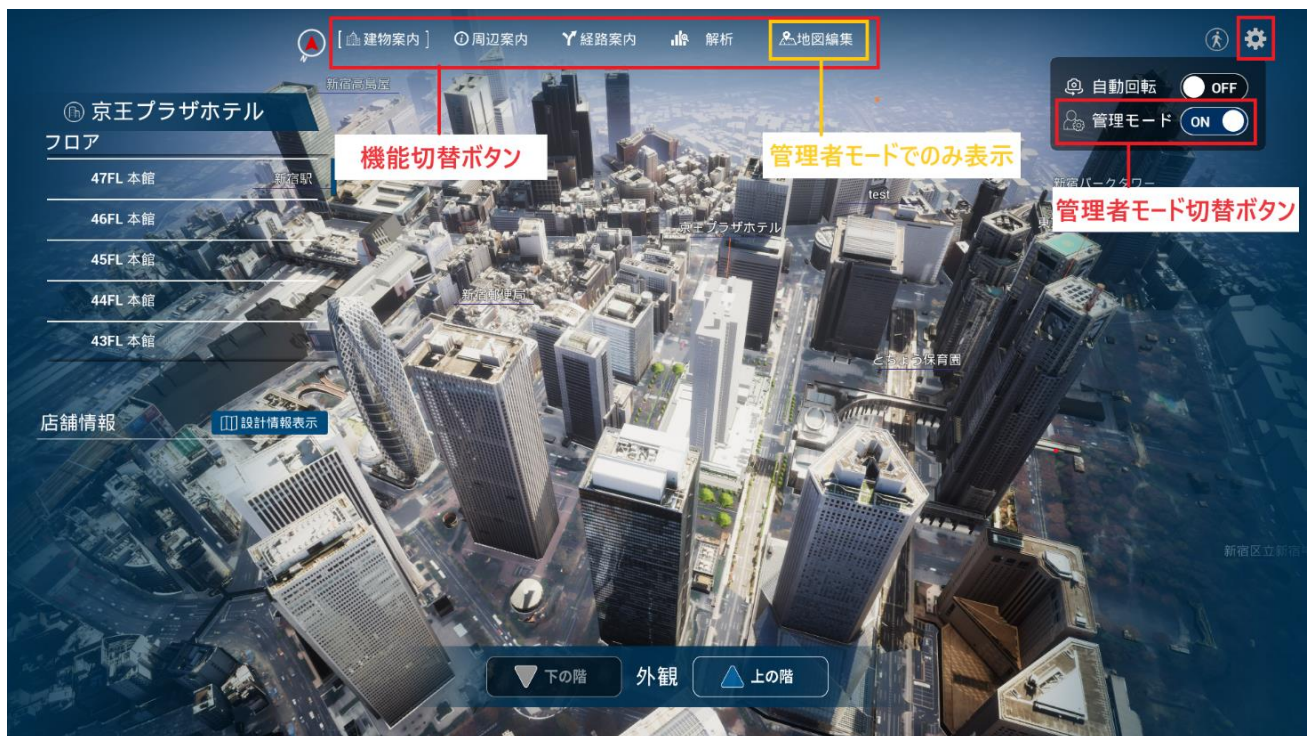 [ 建物案内 ] 周辺案内 経路案内 解析 地図編集
N
新宿高島屋
自動回転 OFF
管理モード ON
京王プラザホテル
フロア
機能切替ボタン
管理者モードでのみ表示
47FL 本館
新宿駅
test
新宿パークタワー
管理者モード切替ボタン
46FL 本館
京王プラザホテル
45FL 本館
44FL 本館
新宿郵便局
43FL 本館
とちょう保育園
店舗情報
設計情報表示
新宿区立新宿
下の階 外観 上の階